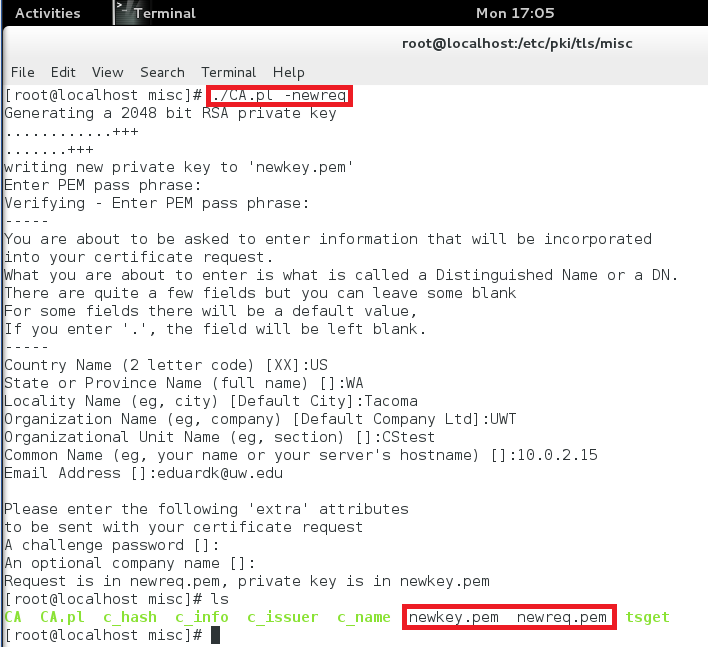 Activities >_ Terminal Mon 17:05
root@localhost:/etc/pki/tls/misc
File Edit View Search Terminal Help
[root@localhost misc]# ./CA.pl -newreq
Generating a 2048 bit RSA private key
............+++
.......+++
writing new private key to 'newkey.pem'
Enter PEM pass phrase:
Verifying - Enter PEM pass phrase:
-----
You are about to be asked to enter information that will be incorporated
into your certificate request.
What you are about to enter is what is called a Distinguished Name or a DN.
There are quite a few fields but you can leave some blank
For some fields there will be a default value,
If you enter '.', the field will be left blank.
-----
Country Name (2 letter code) [XX]:US
State or Province Name (full name) []:WA
Locality Name (eg, city) [Default City]:Tacoma
Organization Name (eg, company) [Default Company Ltd]:UWT
Organizational Unit Name (eg, section) []:CStest
Common Name (eg, your name or your server's hostname) []:10.0.2.15
Email Address []:eduardk@uw.edu
Please enter the following 'extra' attributes
to be sent with your certificate request
A challenge password []:
An optional company name []:
Request is in newreq.pem, private key is in newkey.pem
[root@localhost misc]# ls
CA CA.pl c_hash c_info c_issuer c_name newkey.pem newreq.pem tsget
[root@localhost misc]#